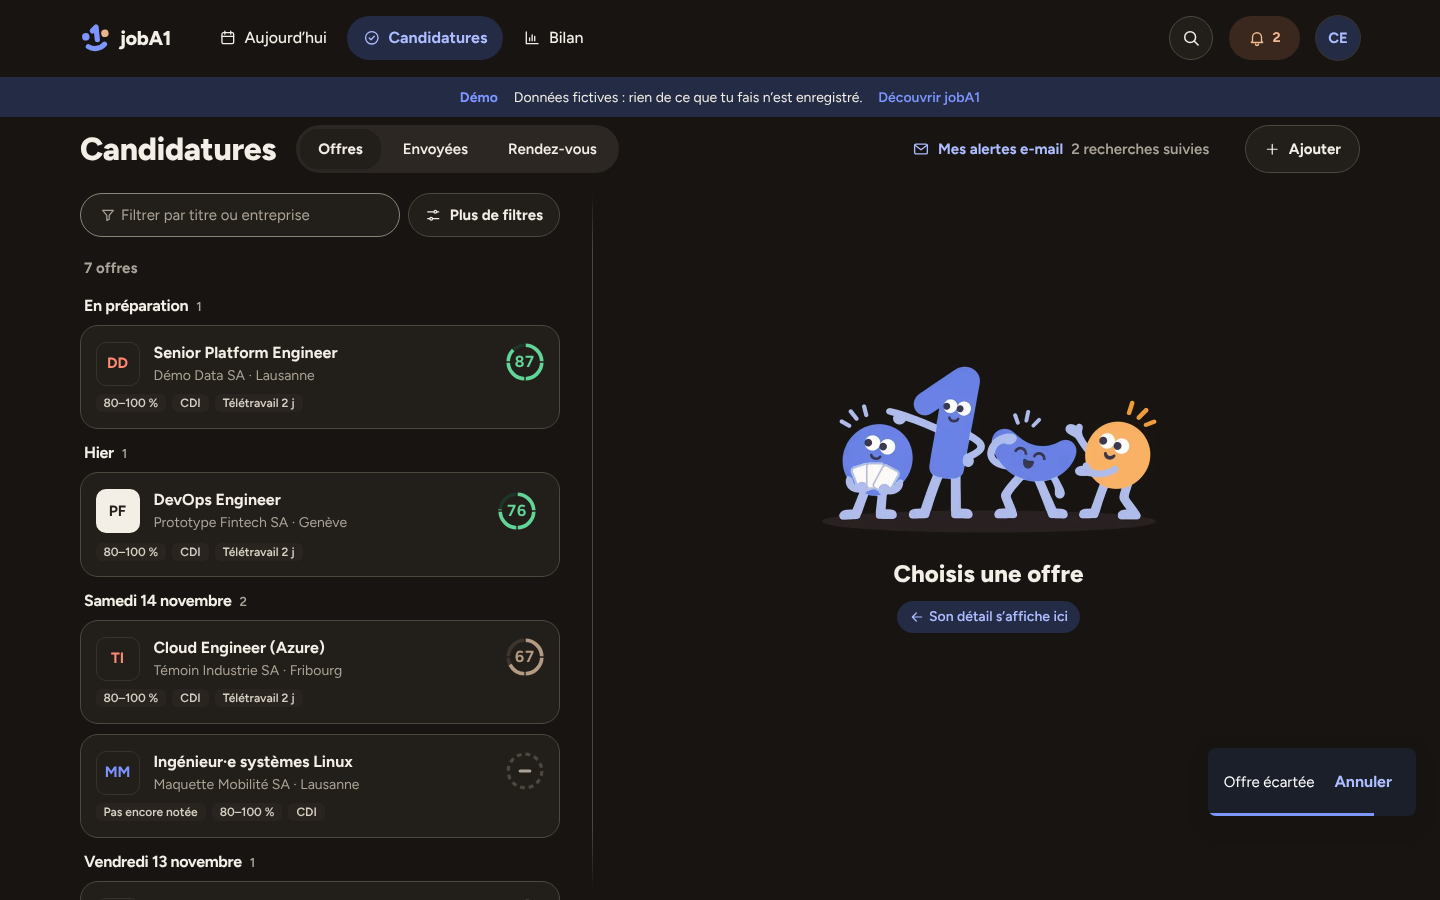 jobA1
Aujourd’hui
Candidatures
Bilan
2
CE
Démo Données fictives : rien de ce que tu fais n’est enregistré. Découvrir jobA1
Candidatures
Offres
Envoyées
Rendez-vous
Mes alertes e-mail 2 recherches suivies
Ajouter
Filtrer par titre ou entreprise
Plus de filtres
7 offres
En préparation 1
DD
Senior Platform Engineer
Démo Data SA · Lausanne
87
80–100 % CDI Télétravail 2 j
Hier 1
PF
DevOps Engineer
Prototype Fintech SA · Genève
76
80–100 % CDI Télétravail 2 j
Samedi 14 novembre 2
TI
Cloud Engineer (Azure)
Témoin Industrie SA · Fribourg
67
80–100 % CDI Télétravail 2 j
MM
Ingénieur·e systèmes Linux
Maquette Mobilité SA · Lausanne
Pas encore notée 80–100 % CDI
Vendredi 13 novembre 1
Choisis une offre
← Son détail s’affiche ici
Offre écartée Annuler